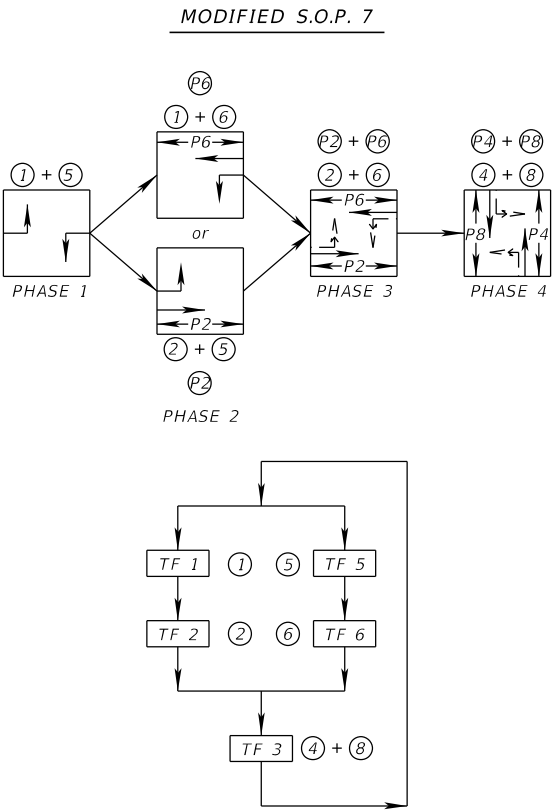 MODIFIED S.O.P. 7
P6
1 + 6
P6
1 + 5
PHASE 1
or
P2
2 + 5
P2
PHASE 2
P2 + P6
2 + 6
P6
P2
PHASE 3
P4 + P8
4 + 8
P8 P4
PHASE 4
TF 1 1 5 TF 5
TF 2 2 6 TF 6
TF 3 4 + 8